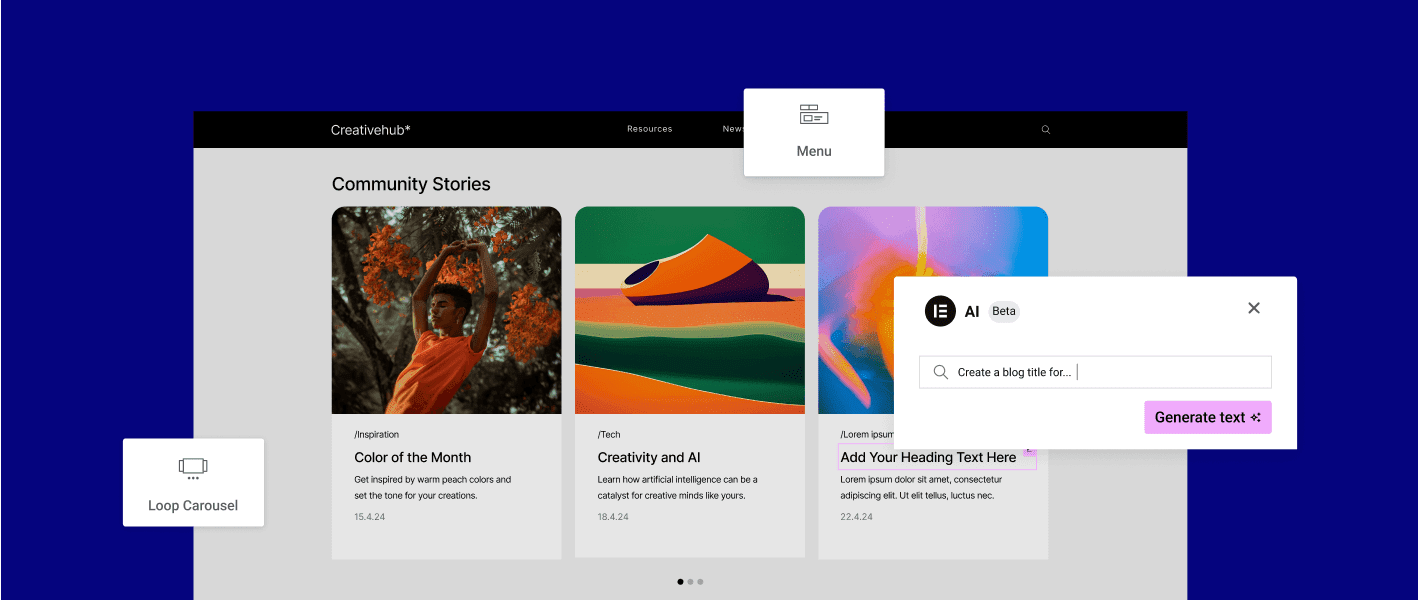 Creativehub*
Resources
News
Menu
Community Stories
AI
Beta
Create a blog title for...
Generate text
/Inspiration
Color of the Month
Get inspired by warm peach colors and
set the tone for your creations.
15.4.24
/Tech
Creativity and AI
Learn how artificial intelligence can be a
catalyst for creative minds like yours.
18.4.24
/Lorem ipsum
Add Your Heading Text Here
Lorem ipsum dolor sit amet, consectetur
adipiscing elit. Ut elit tellus, luctus nec.
22.4.24
Loop Carousel